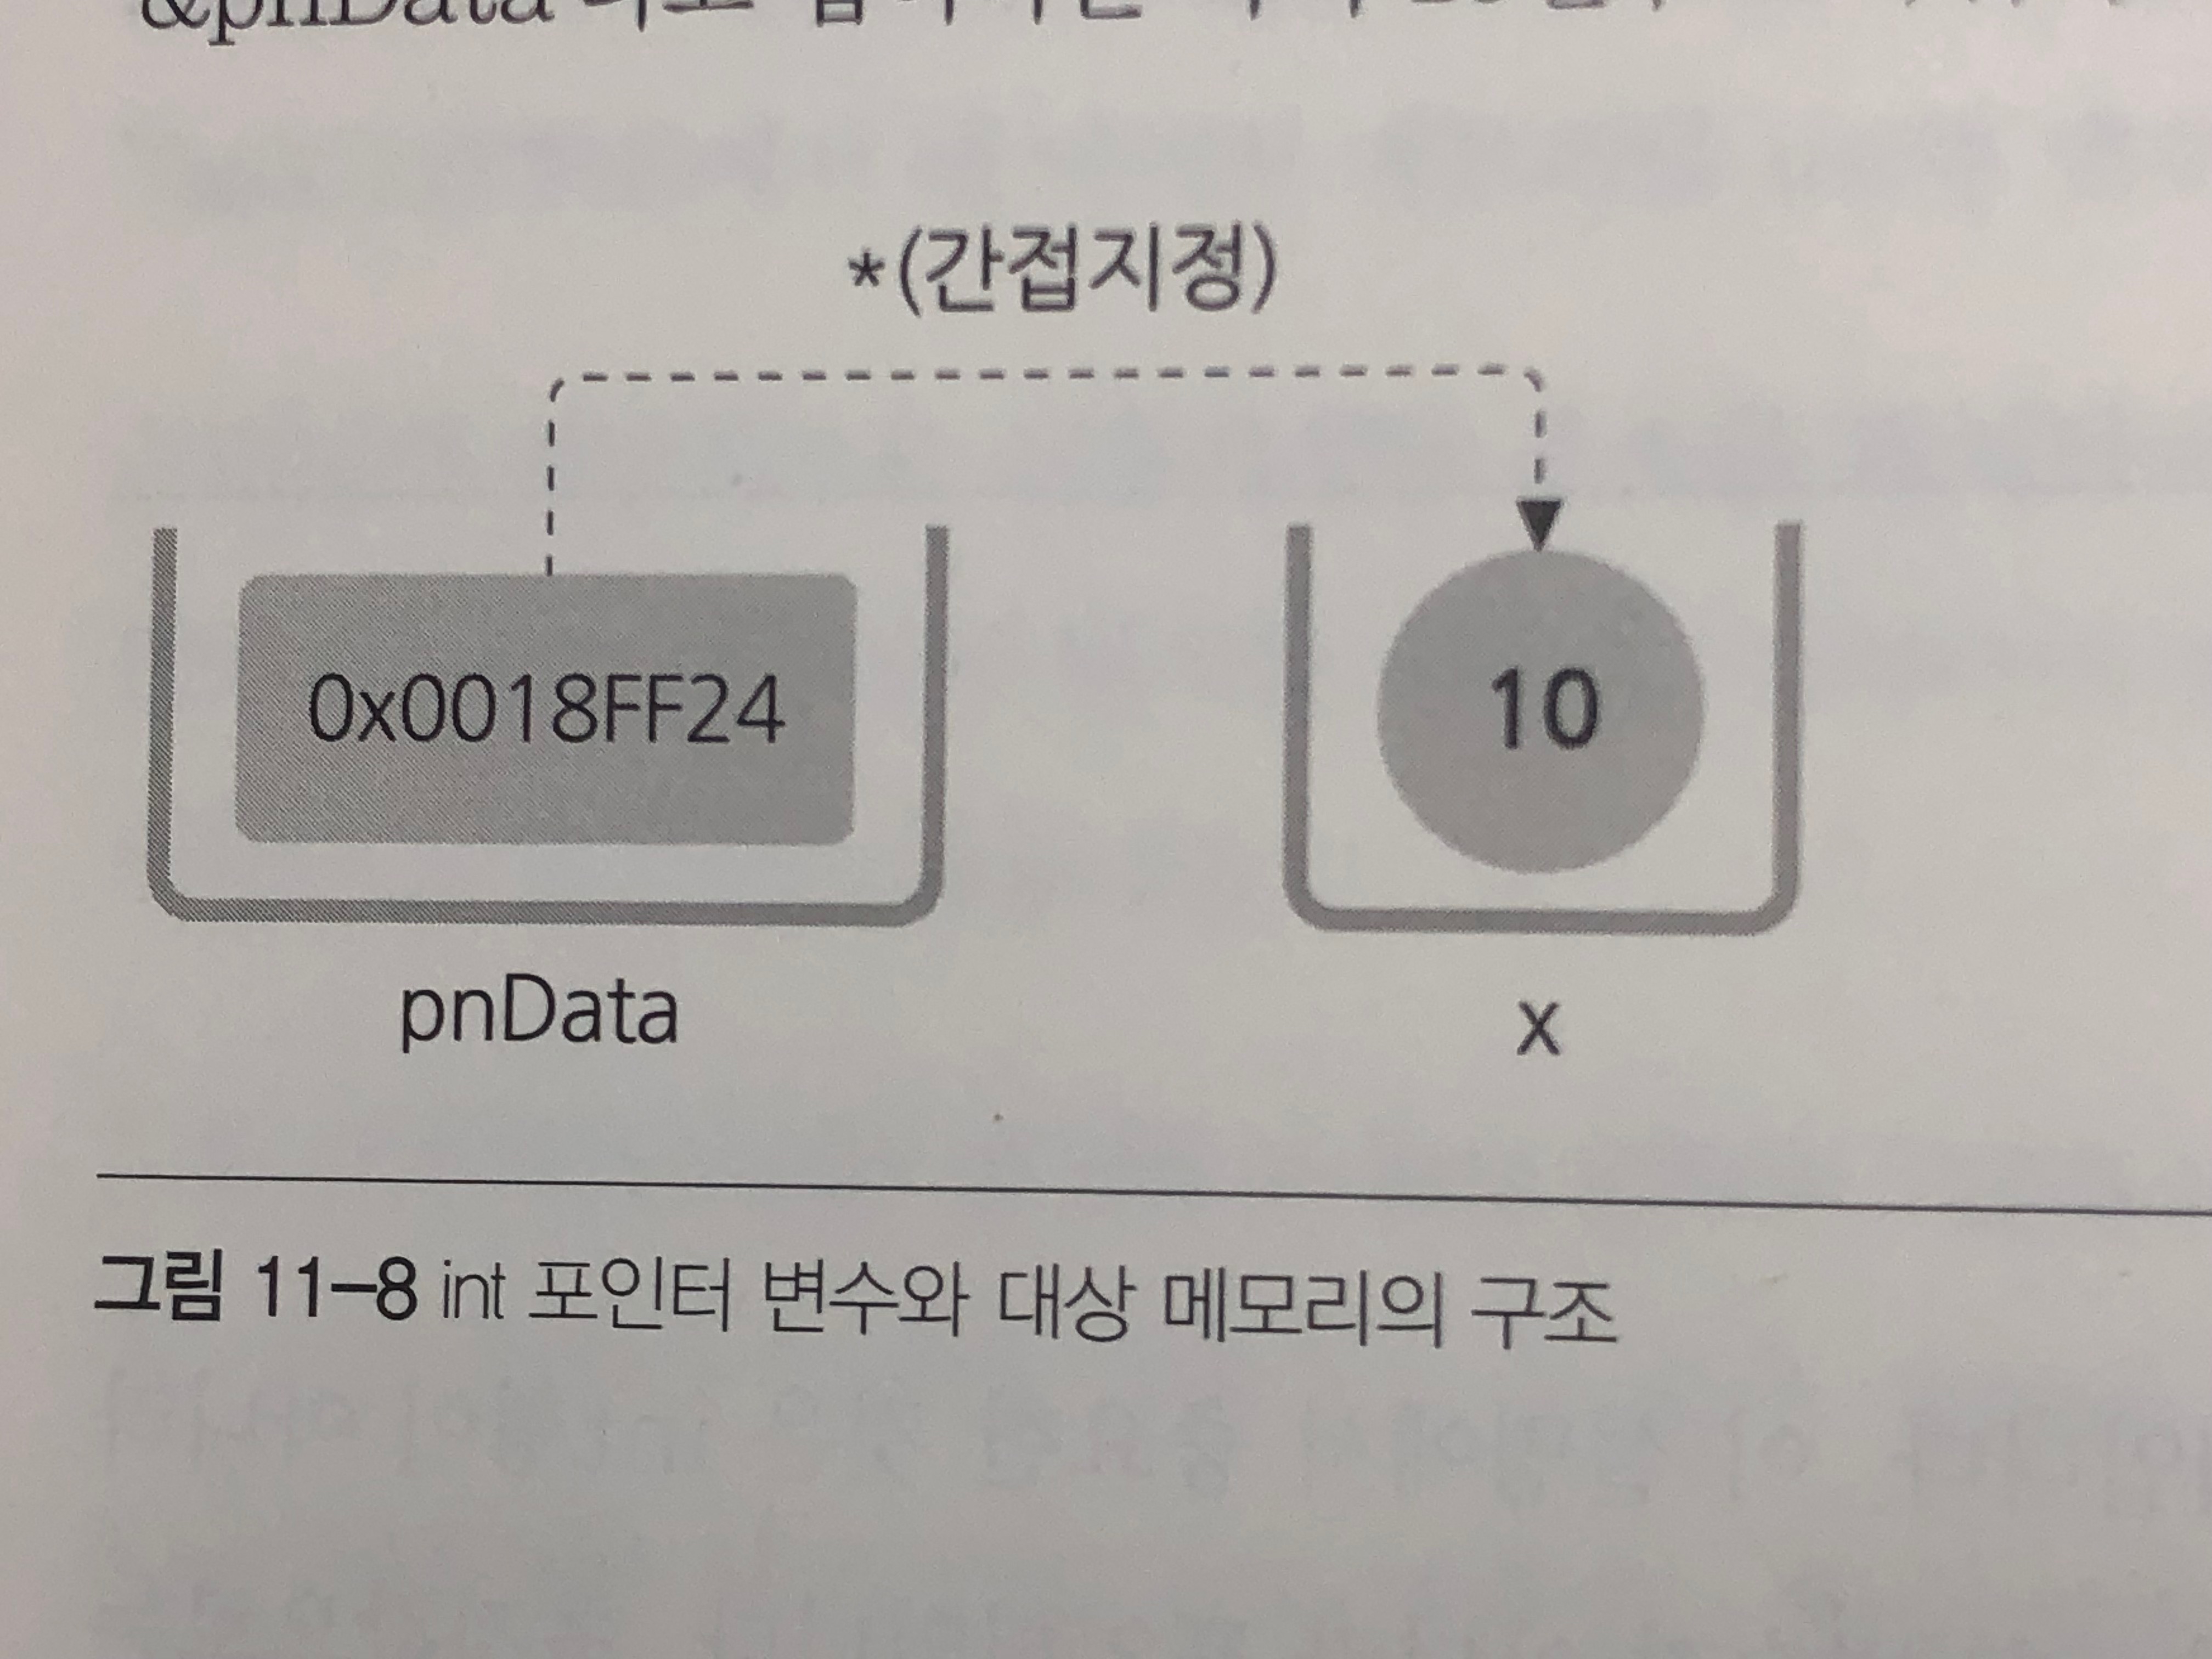 &pnData
*(간접지정)
0x0018FF24
10
pnData
x
그림 11-8 int 포인터 변수와 대상 메모리의 구조